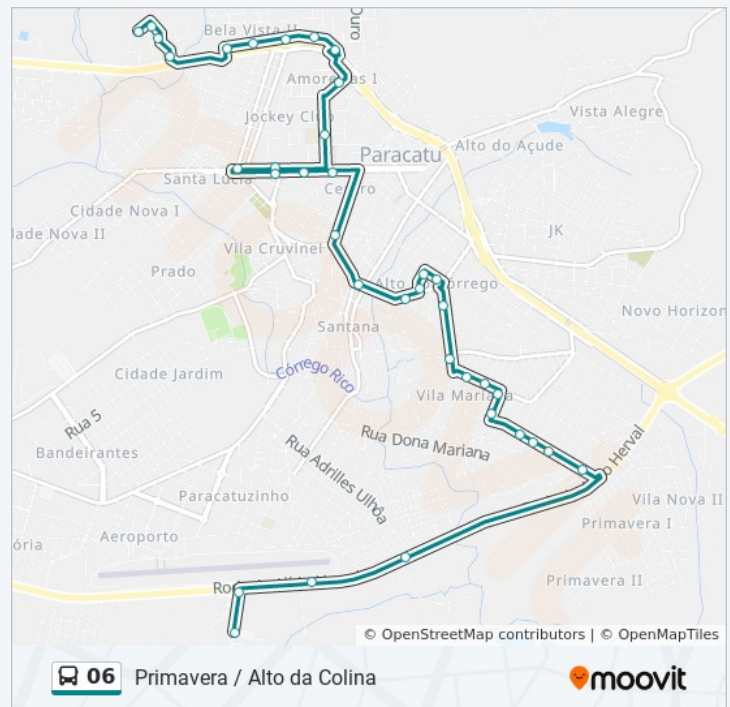 Ouro
Bela Vista II
Amoreiras I
Vista Alegre
Jockey Club
Paracatu
Alto do Açude
Santa Lúcia
Centro
Cidade Nova I
JK
dade Nova II
Vila Cruvinel
Prado
Alto Córrego
Novo Horizon
Santana
Córrego Rico
Cidade Jardim
Vila Mariana
Rua 5
Rua Dona Mariana
o Herval
Bandeirantes
Rua Adrilles Ulhôa
Paracatuzinho
Vila Nova II
Primavera I
ória
Aeroporto
Primavera II
© OpenStreetMap contributors | © OpenMapTiles
06 Primavera / Alto da Colina
moovit